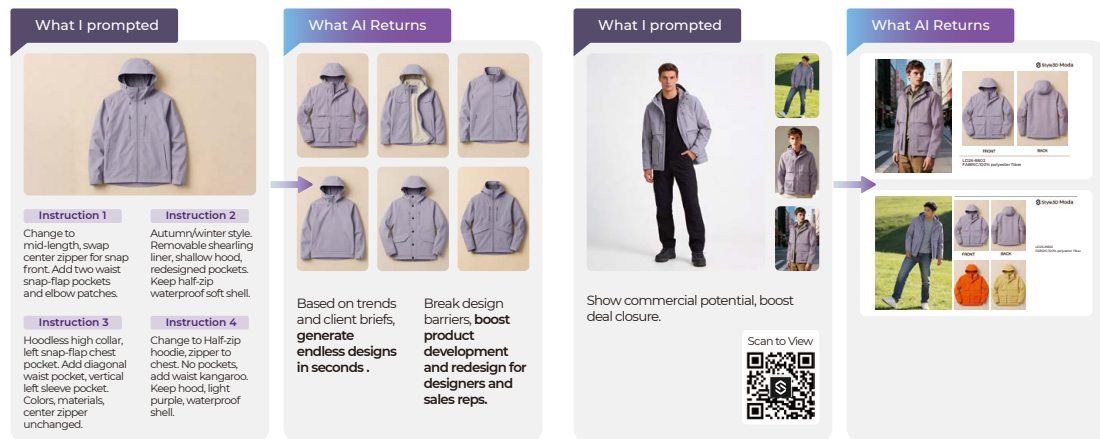 What I prompted
Instruction 1
Change to
mid-length, swap
center zipper for snap
front. Add two waist
snap-flap pockets
and elbow patches.
Instruction 2
Autumn/winter style.
Removable shearling
liner, shallow hood,
redesigned pockets.
Keep half-zip
waterproof soft shell.
Instruction 3
Hoodless high collar,
left snap-flap chest
pocket. Add diagonal
waist pocket, vertical
left sleeve pocket.
Colors, materials,
center zipper
unchanged.
Instruction 4
Change to Half-zip
hoodie, zipper to
chest. No pockets,
add waist kangaroo.
Keep hood, light
purple, waterproof
shell.
What AI Returns
Based on trends
and client briefs,
generate
endless designs
in seconds .
Break design
barriers, boost
product
development
and redesign for
designers and
sales reps.
What I prompted
Show commercial potential, boost
deal closure.
Scan to View
What AI Returns
Style3D Moda
FRONT
BACK
FABRIC:100% polyester fiber
Style3D Moda
FRONT
BACK